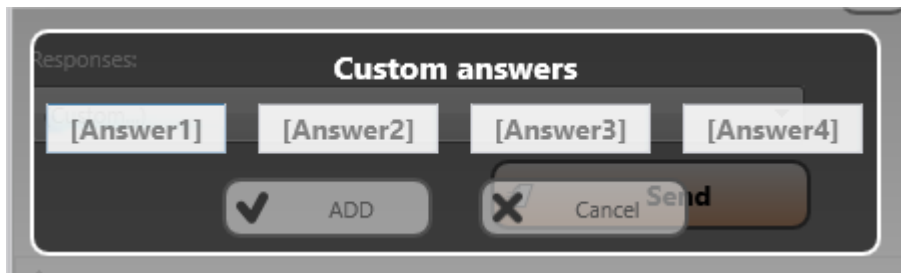 Responses:
Custom answers
[Answer1] [Answer2] [Answer3] [Answer4]
Send
ADD Cancel